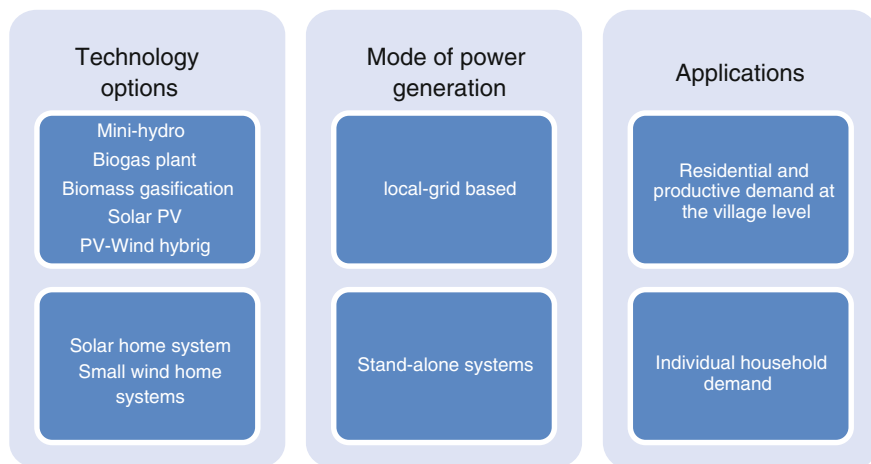 Technology
options
Mini-hydro
Biogas plant
Biomass gasification
Solar PV
PV-Wind hybrig
Solar home system
Small wind home
systems
Mode of power
generation
local-grid based
Stand-alone systems
Applications
Residential and
productive demand at
the village level
Individual household
demand